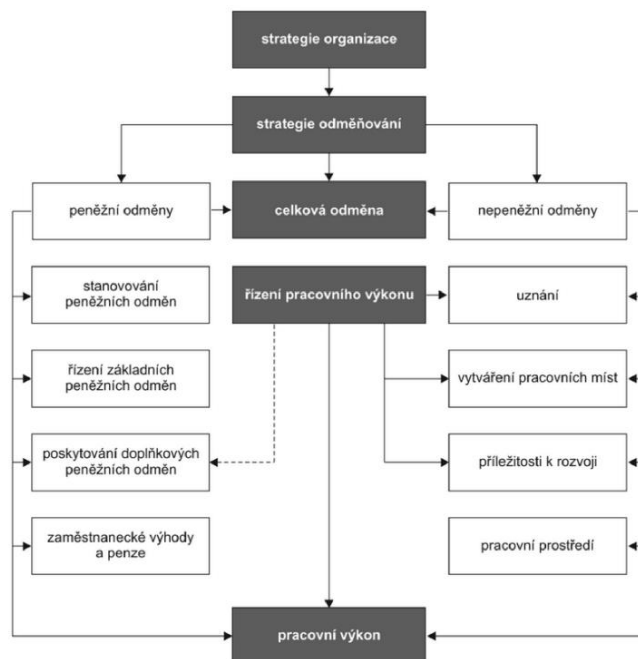 strategie organizace
strategie odměňování
peněžní odměny
celková odměna
nepeněžní odměny
stanovování
peněžních odměn
řízení pracovního výkonu
uznání
řízení základních
peněžních odměn
vytváření pracovních míst
poskytování doplňkových
peněžních odměn
příležitosti k rozvoji
zaměstnanecké výhody
a penze
pracovní prostředí
pracovní výkon